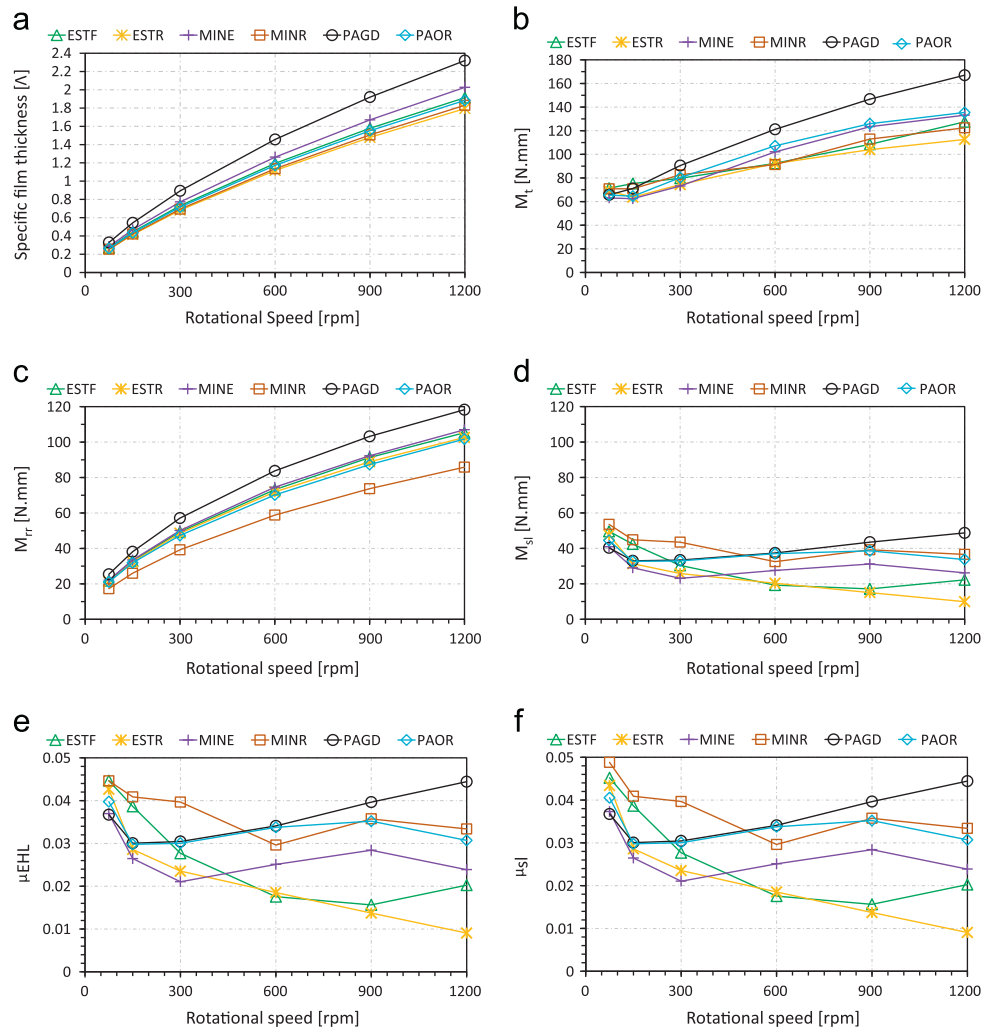 a
ESTF ESTR MINE MINR PAGD PAOR
Specific film thickness [Λ]
2.4
2.2
2
1.8
1.6
1.4
1.2
1
0.8
0.6
0.4
0.2
0
0 300 600 900 1200
Rotational Speed [rpm]
b
ESTF ESTR MINE MINR PAGD PAOR
Mt [N.mm]
180
160
140
120
100
80
60
40
20
0
0 300 600 900 1200
Rotational speed [rpm]
c
ESTF ESTR MINE MINR PAGD PAOR
Mrr [N.mm]
120
100
80
60
40
20
0
0 300 600 900 1200
Rotational speed [rpm]
d
ESTF ESTR MINE MINR PAGD PAOR
Msl [N.mm]
120
100
80
60
40
20
0
0 300 600 900 1200
Rotational speed [rpm]
e
ESTF ESTR MINE MINR PAGD PAOR
μEHL
0.05
0.04
0.03
0.02
0.01
0
0 300 600 900 1200
Rotational speed [rpm]
f
ESTF ESTR MINE MINR PAGD PAOR
μsl
0.05
0.04
0.03
0.02
0.01
0
0 300 600 900 1200
Rotational speed [rpm]